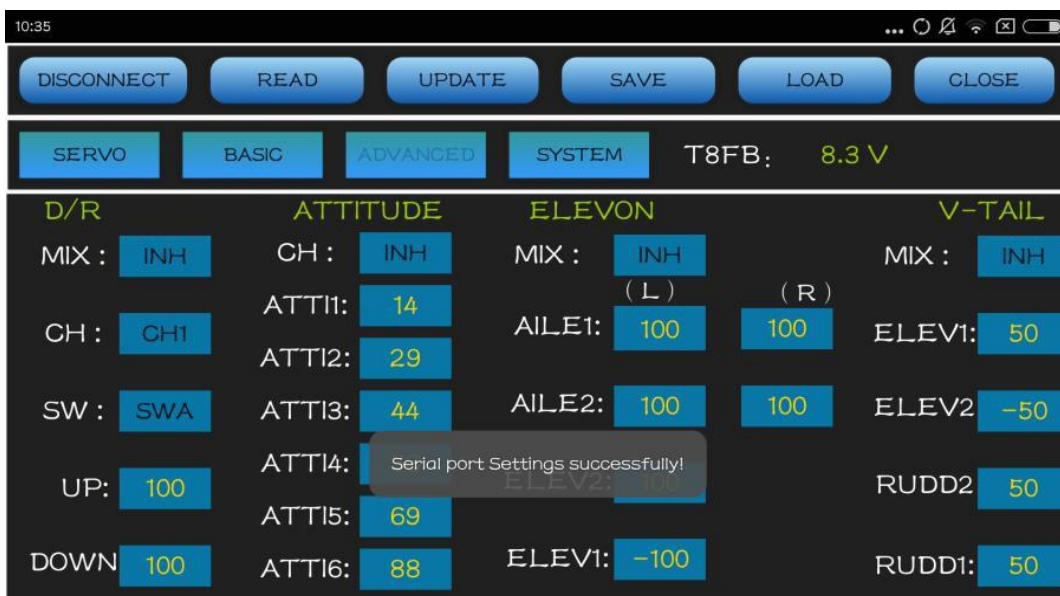 10:35
DISCONNECT READ UPDATE SAVE LOAD CLOSE
SERVO BASIC ADVANCED SYSTEM T8FB: 8.3 V
D/R ATTITUDE ELEVON V-TAIL
MIX : INH CH : INH MIX : INH MIX : INH
(L) (R)
ATTI1: 14
CH : CH1 AILE1: 100 100 ELEV1: 50
ATTI2: 29
SW : SWA ATTI3: 44 AILE2: 100 100 ELEV2 -50
ATTI4:
Serial port Settings successfully!
UP: 100 ELEV2: 100 RUDD2 50
ATTI5: 69
DOWN 100 ATTI6: 88 ELEV1: -100 RUDD1: 50